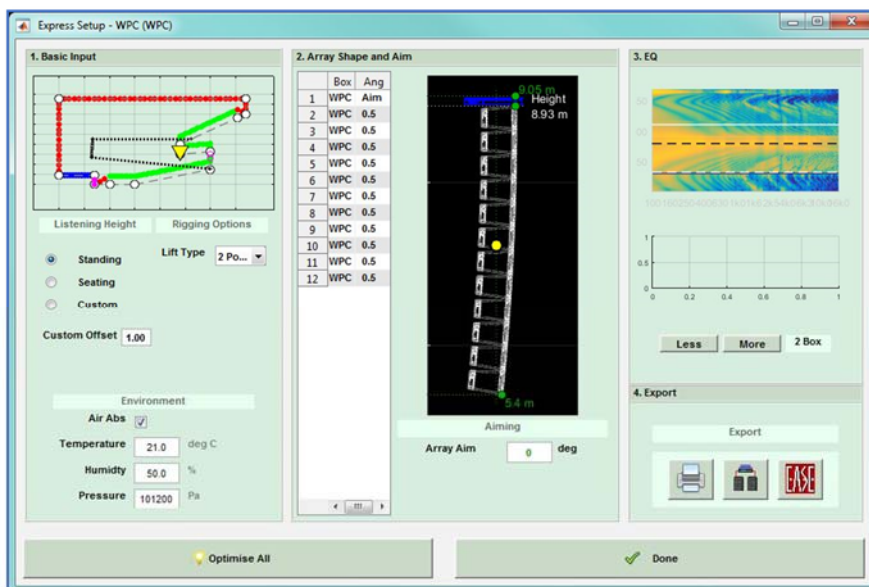 Express Setup - WPC (WPC)
1. Basic Input
Listening Height Rigging Options
Standing
Lift Type 2 Po...
Seating
Custom
Custom Offset 1.00
Environment
Air Abs
Temperature 21.0 deg C
Humidty 50.0 %
Pressure 101200 Pa
2. Array Shape and Aim
Box Ang
1 WPC Aim
2 WPC 0.5
3 WPC 0.5
4 WPC 0.5
5 WPC 0.5
6 WPC 0.5
7 WPC 0.5
8 WPC 0.5
9 WPC 0.5
10 WPC 0.5
11 WPC 0.5
12 WPC 0.5
9.05 m
Height
8.93 m
5.4 m
Aiming
Array Aim 0 deg
3. EQ
1
0.5
0
0 0.2 0.4 0.6 0.8 1
Less More 2 Box
4. Export
Export
EASE
Optimise All
Done